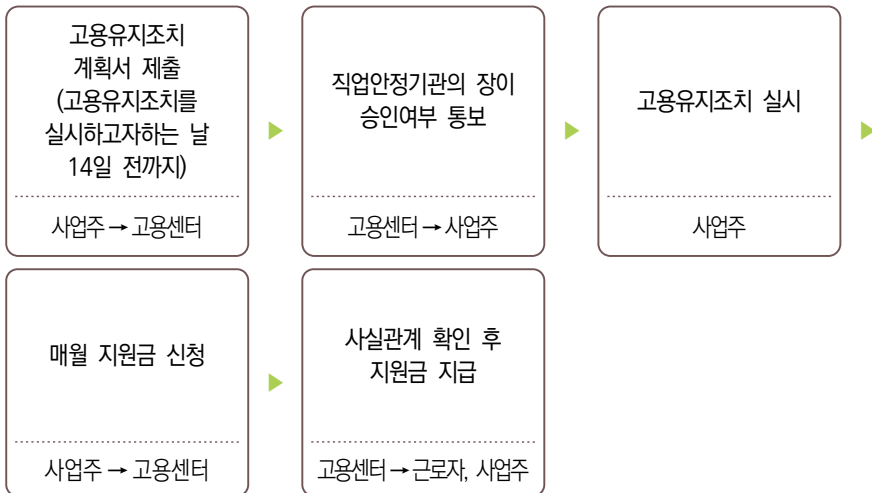 고용유지조치
계획서 제출
(고용유지조치를
실시하고자하는 날
14일 전까지)
사업주 → 고용센터
직업안정기관의 장이
승인여부 통보
고용센터 → 사업주
고용유지조치 실시
사업주
매월 지원금 신청
사업주 → 고용센터
사실관계 확인 후
지원금 지급
고용센터 → 근로자, 사업주